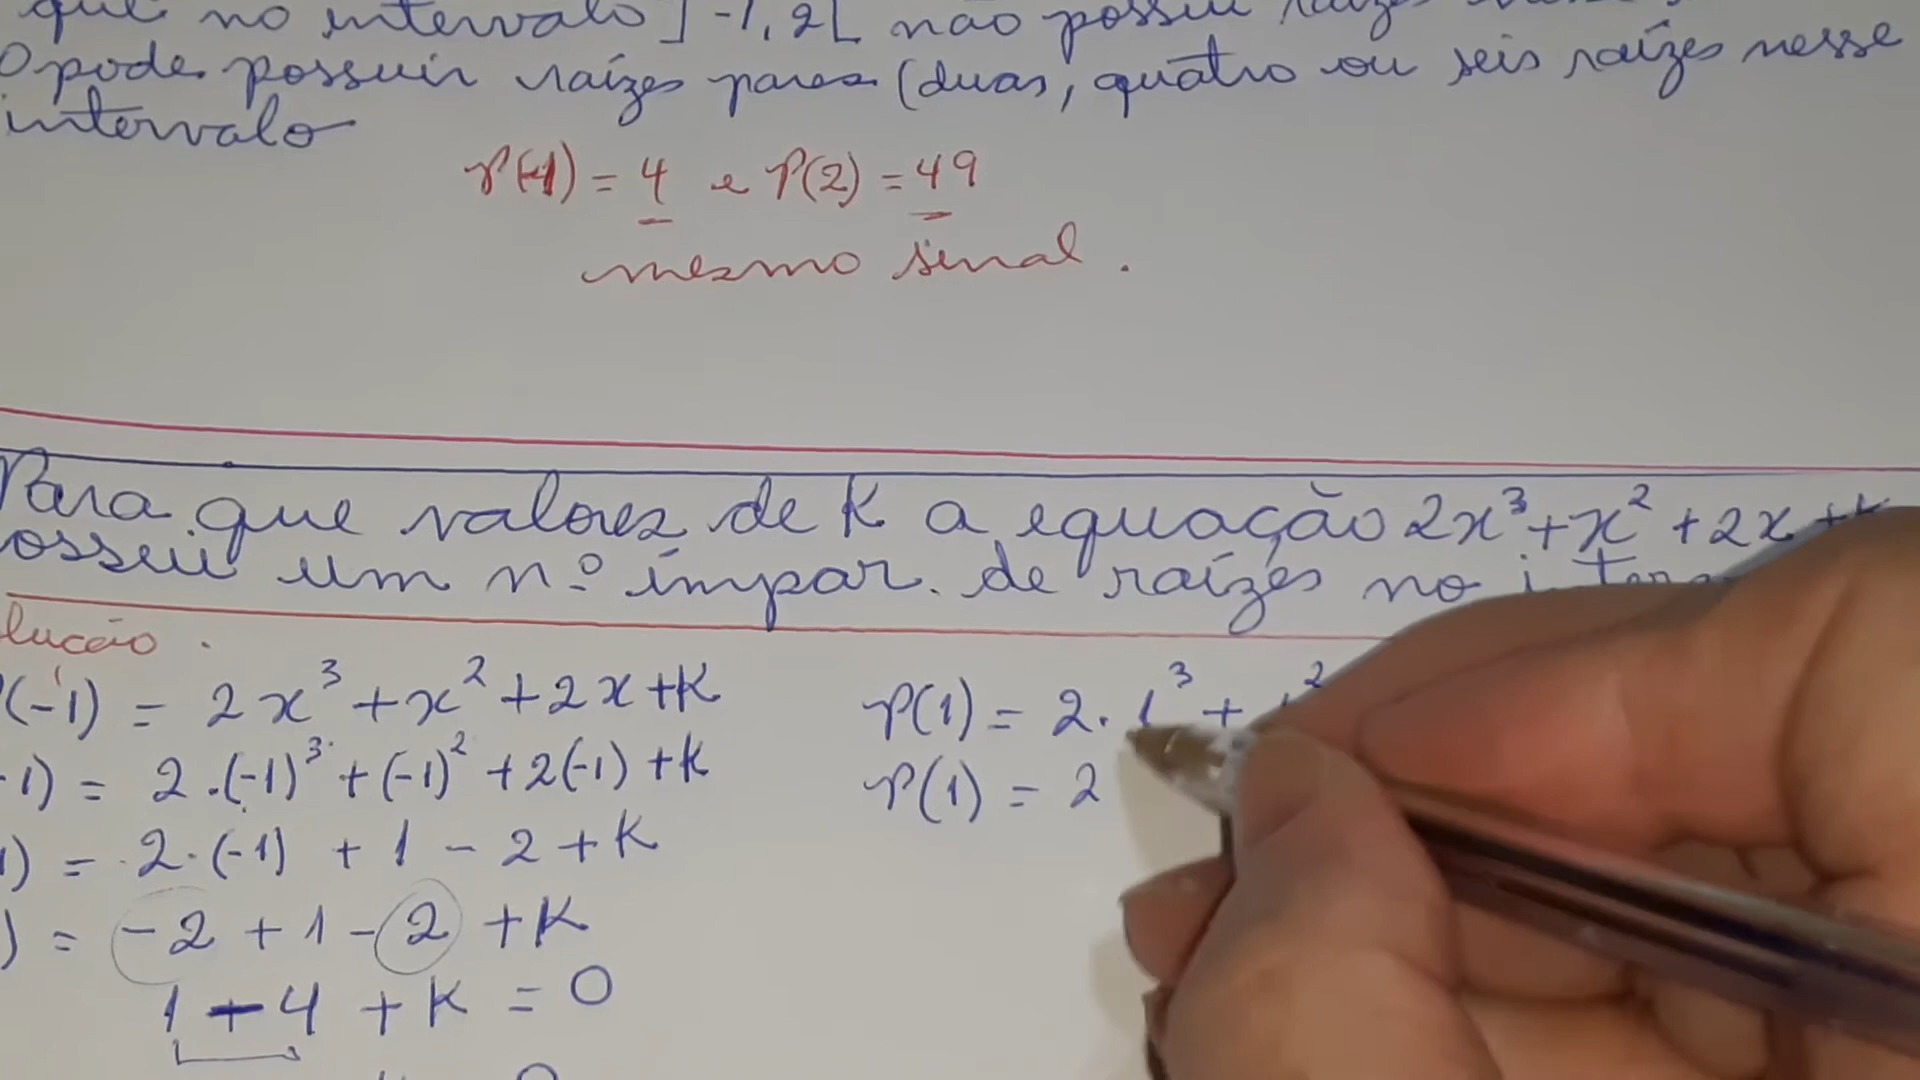 que no intervalo ]-1, 2[ não possui raízes
O pode possuir raízes pares (duas, quatro ou seis raízes nesse
intervalo
P(-1) = 4 e P(2) = 49
mesmo sinal.
Para que valores de K a equação 2x³ + x² + 2x + K
ossui um nº ímpar. de raízes no
lução.
P(-1) = 2x³ + x² + 2x + K
-1) = 2.(-1)³ + (-1)² + 2(-1) + K
1) = 2.(-1) + 1 - 2 + K
) = -2 + 1 - 2 + K
1 - 4 + K = 0
P(1) = 2. 1³ +
P(1) = 2